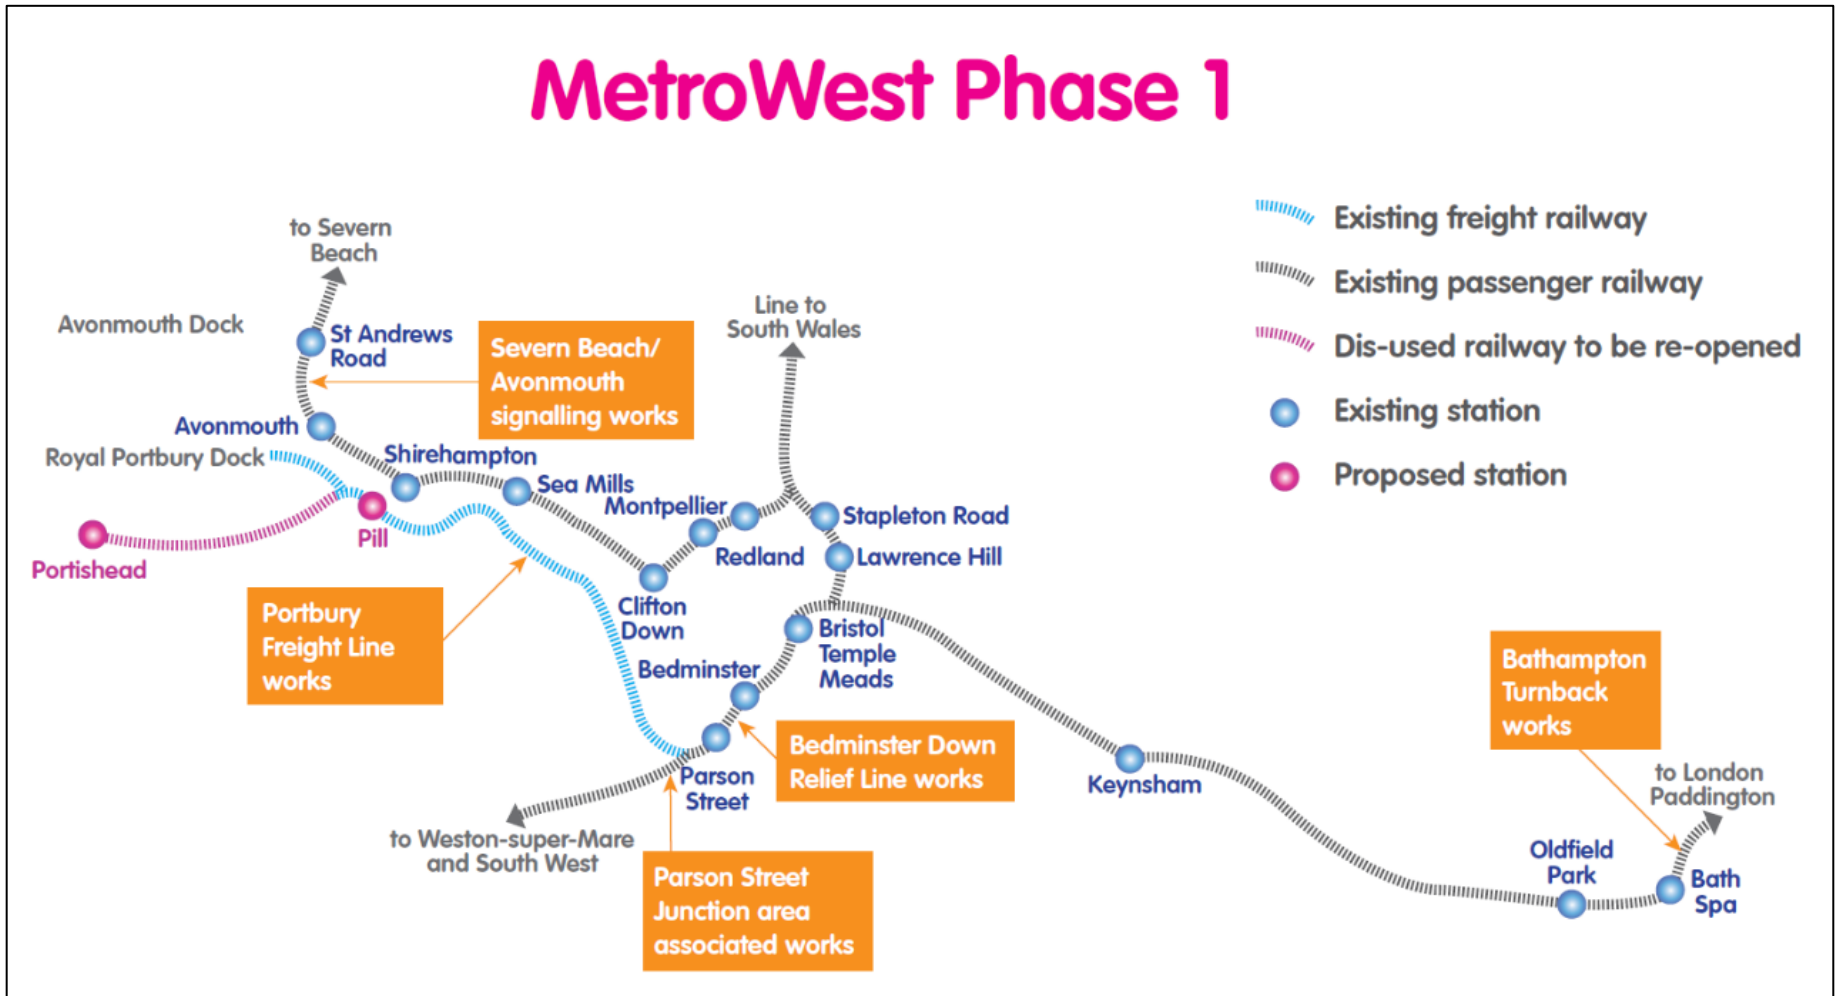 MetroWest Phase 1
Existing freight railway
Existing passenger railway
Dis-used railway to be re-opened
Existing station
Proposed station
to Severn
Beach
Avonmouth Dock
St Andrews
Road
Severn Beach/
Avonmouth
signalling works
Line to
South Wales
Avonmouth
Royal Portbury Dock
Shirehampton
Sea Mills
Montpellier
Stapleton Road
Pill
Redland
Lawrence Hill
Portishead
Portbury
Freight Line
works
Clifton
Down
Bristol
Temple
Meads
Bedminster
Bathampton
Turnback
works
Bedminster Down
Relief Line works
Parson
Street
Keynsham
to London
Paddington
to Weston-super-Mare
and South West
Oldfield
Park
Bath
Spa
Parson Street
Junction area
associated works